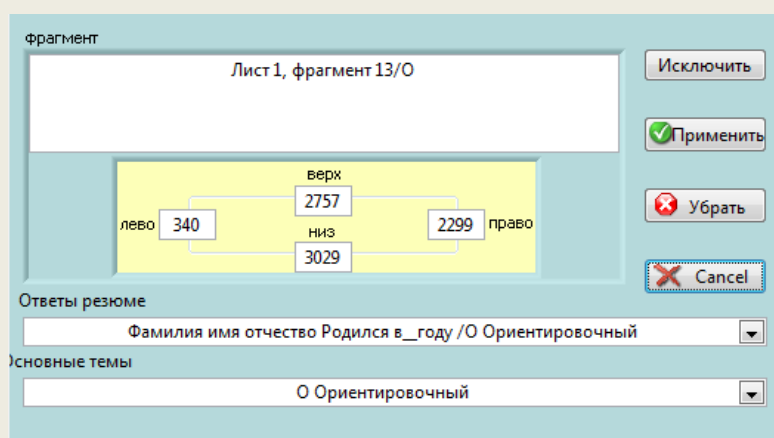 фрагмент
Лист 1, фрагмент 13/О
Исключить
Применить
верх
2757
лево 340
2299 право
низ
3029
Убрать
Cancel
Ответы резюме
Фамилия имя отчество Родился в__году /О Ориентировочный
Основные темы
О Ориентировочный